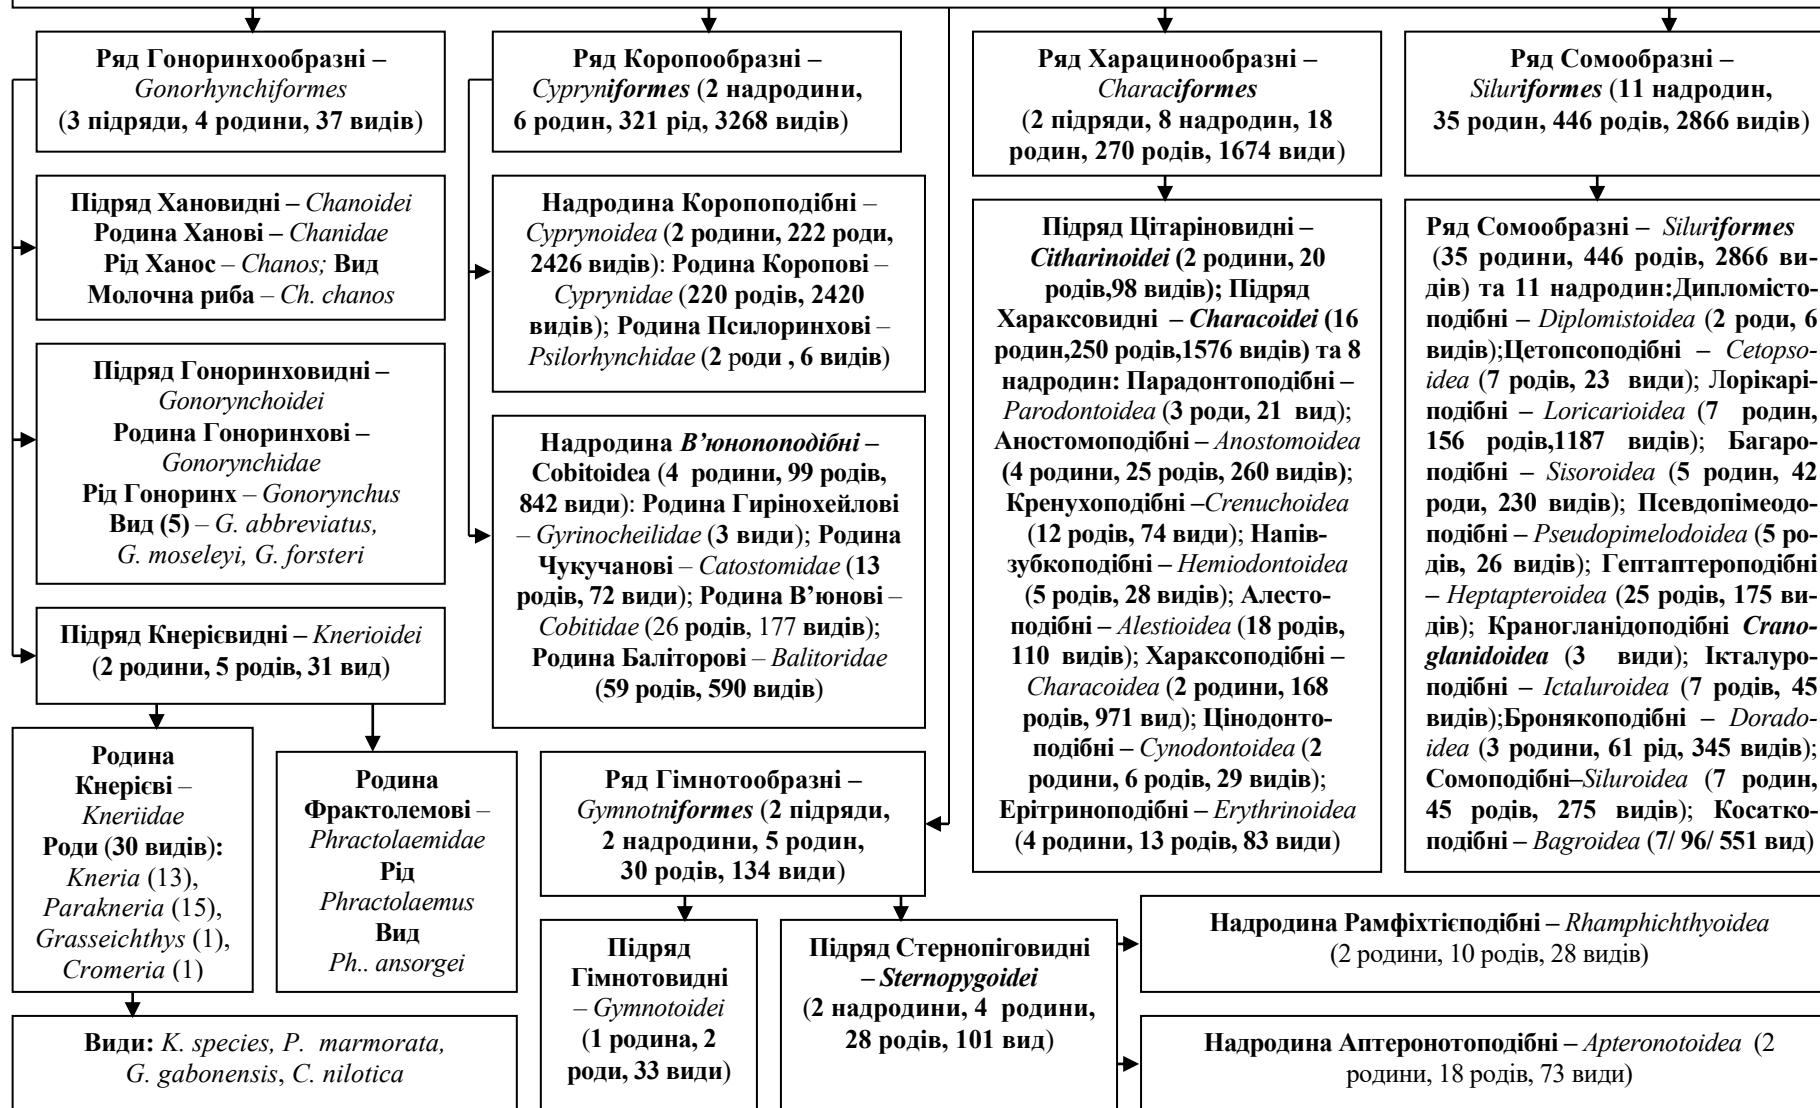 Ряд Гоноринхообразні –
Gonorhynchiformes
(3 підряди, 4 родини, 37 видів)
Ряд Коропообразні –
Cypryniformes (2 надродини,
6 родин, 321 рід, 3268 видів)
Ряд Харацинообразні –
Characiformes
(2 підряди, 8 надродин, 18
родин, 270 родів, 1674 види)
Ряд Сомообразні –
Siluriformes (11 надродин,
35 родин, 446 родів, 2866 видів)
Підряд Хановидні – Chanoidei
Родина Ханові – Chanidae
Рід Ханос – Chanos; Вид
Молочна риба – Ch. chanos
Підряд Гоноринховидні –
Gonorynchoidei
Родина Гоноринхові –
Gonorynchidae
Рід Гоноринх – Gonorynchus
Вид (5) – G. abbreviatus,
G. moseleyi, G. forsteri
Підряд Кнерієвидні – Knerioidei
(2 родини, 5 родів, 31 вид)
Родина
Кнерієві –
Kneriidae
Роди (30 видів):
Kneria (13),
Parakneria (15),
Grasseichthys (1),
Cromeria (1)
Родина
Фрактолемові –
Phractolaemidae
Рід
Phractolaemus
Вид
Ph.. ansorgei
Види: K. species, P. marmorata,
G. gabonensis, C. nilotica
Надродина Коропоподібні –
Cyprynoidea (2 родини, 222 роди,
2426 видів): Родина Коропові –
Cyprynidae (220 родів, 2420
видів); Родина Псилоринхові –
Psilorhynchidae (2 роди , 6 видів)
Надродина В’юнопоподібні –
Cobitoidea (4 родини, 99 родів,
842 види): Родина Гирінохейлові
– Gyrinocheilidae (3 види); Родина
Чукучанові – Catostomidae (13
родів, 72 види); Родина В’юнові –
Cobitidae (26 родів, 177 видів);
Родина Баліторові – Balitoridae
(59 родів, 590 видів)
Ряд Гімнотообразні –
Gymnotniformes (2 підряди,
2 надродини, 5 родин,
30 родів, 134 види)
Підряд
Гімнотовидні
– Gymnotoidei
(1 родина, 2
роди, 33 види)
Підряд Стернопіговидні
– Sternopygoidei
(2 надродини, 4 родини,
28 родів, 101 вид)
Підряд Цітаріновидні –
Citharinoidei (2 родини, 20
родів,98 видів); Підряд
Хараксовидні – Characoidei (16
родин,250 родів,1576 видів) та 8
надродин: Парадонтоподібні –
Parodontoidea (3 роди, 21 вид);
Аностомоподібні – Anostomoidea
(4 родини, 25 родів, 260 видів);
Кренухоподібні –Crenuchoidea
(12 родів, 74 види); Напів-
зубкоподібні – Hemiodontoidea
(5 родів, 28 видів); Алесто-
подібні – Alestioidea (18 родів,
110 видів); Хараксоподібні –
Characoidea (2 родини, 168
родів, 971 вид); Цінодонто-
подібні – Cynodontoidea (2
родини, 6 родів, 29 видів);
Ерітриноподібні – Erythrinoidea
(4 родини, 13 родів, 83 види)
Ряд Сомообразні – Siluriformes
(35 родини, 446 родів, 2866 ви-
дів) та 11 надродин:Дипломісто-
подібні – Diplomistoidea (2 роди, 6
видів);Цетопсоподібні – Cetopso-
idea (7 родів, 23 види); Лорікарі-
подібні – Loricarioidea (7 родин,
156 родів,1187 видів); Багаро-
подібні – Sisoroidea (5 родин, 42
роди, 230 видів); Псевдопімеодо-
подібні – Pseudopimelodoidea (5 ро-
дів, 26 видів); Гептаптероподібні
– Heptapteroidea (25 родів, 175 ви-
дів); Краногланідоподібні Crano-
glanidoidea (3 види); Ікталуро-
подібні – Ictaluroidea (7 родів, 45
видів);Бронякоподібні – Dorado-
idea (3 родини, 61 рід, 345 видів);
Сомоподібні–Siluroidea (7 родин,
45 родів, 275 видів); Косатко-
подібні – Bagroidea (7/ 96/ 551 вид)
Надродина Рамфіхтієподібні – Rhamphichthyoidea
(2 родини, 10 родів, 28 видів)
Надродина Аптеронотоподібні – Apteronotoidea (2
родини, 18 родів, 73 види)